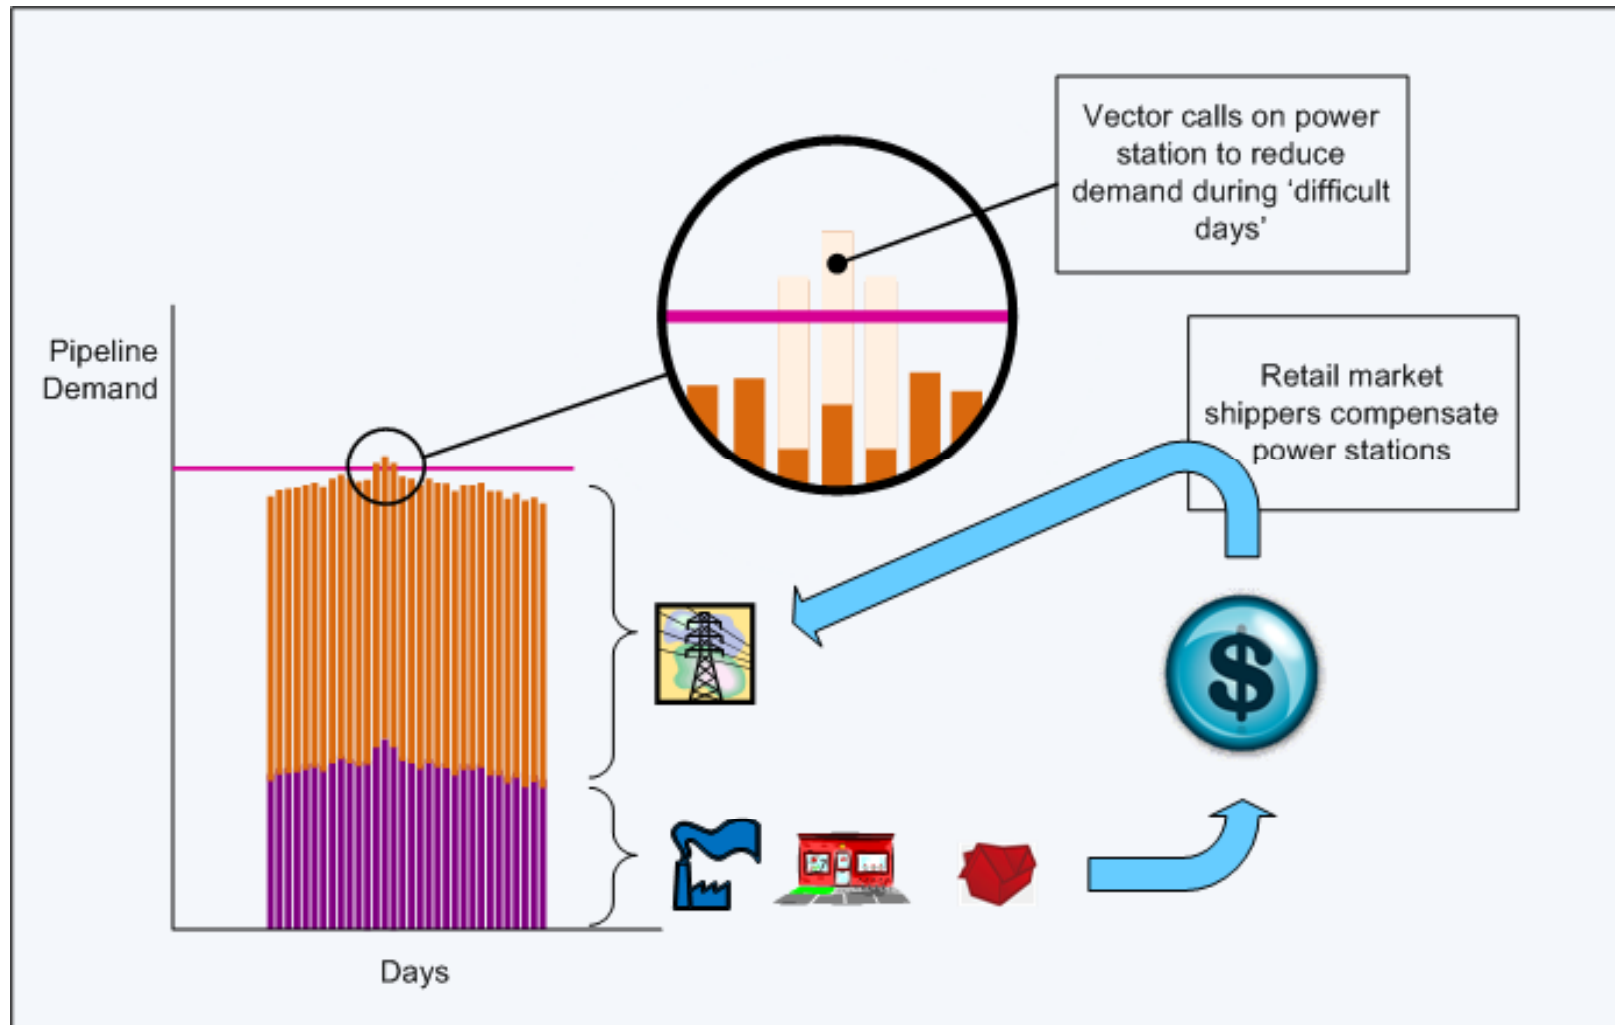 Vector calls on power
station to reduce
demand during ‘difficult
days’
Pipeline
Demand
Retail market
shippers compensate
power stations
$
Days